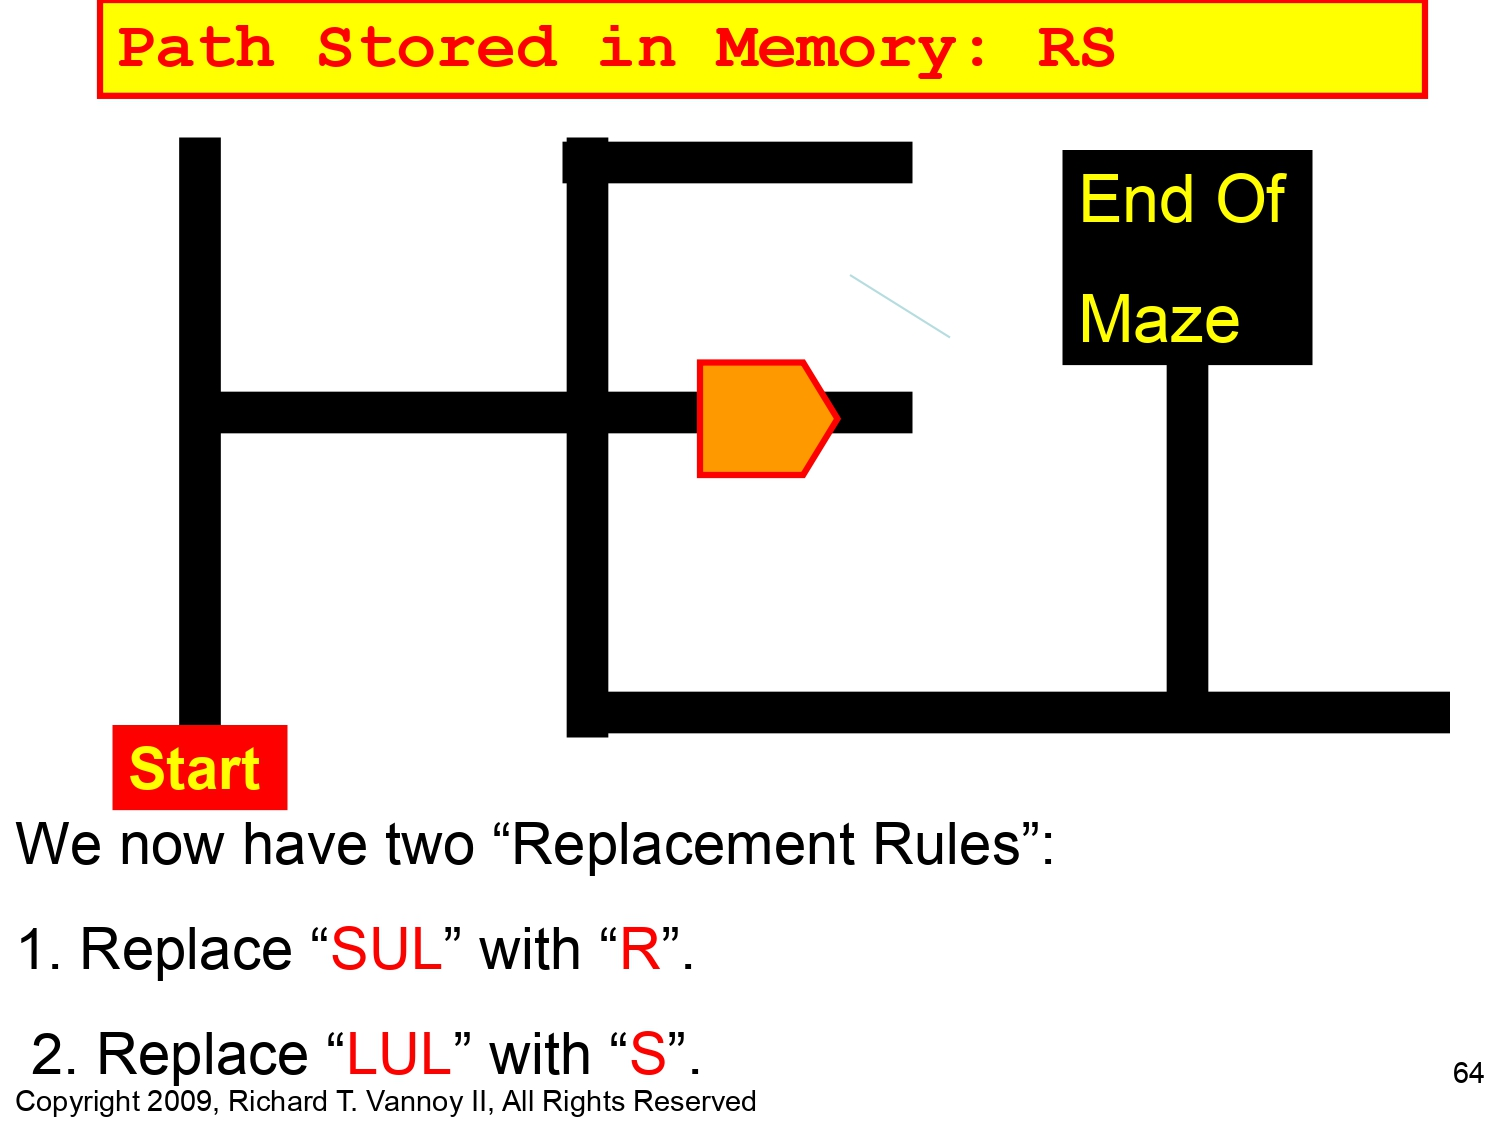 Path Stored in Memory: RS
End Of
Maze
Start
We now have two “Replacement Rules”:
1. Replace “SUL” with “R”.
2. Replace “LUL” with “S”.
64
Copyright 2009, Richard T. Vannoy II, All Rights Reserved